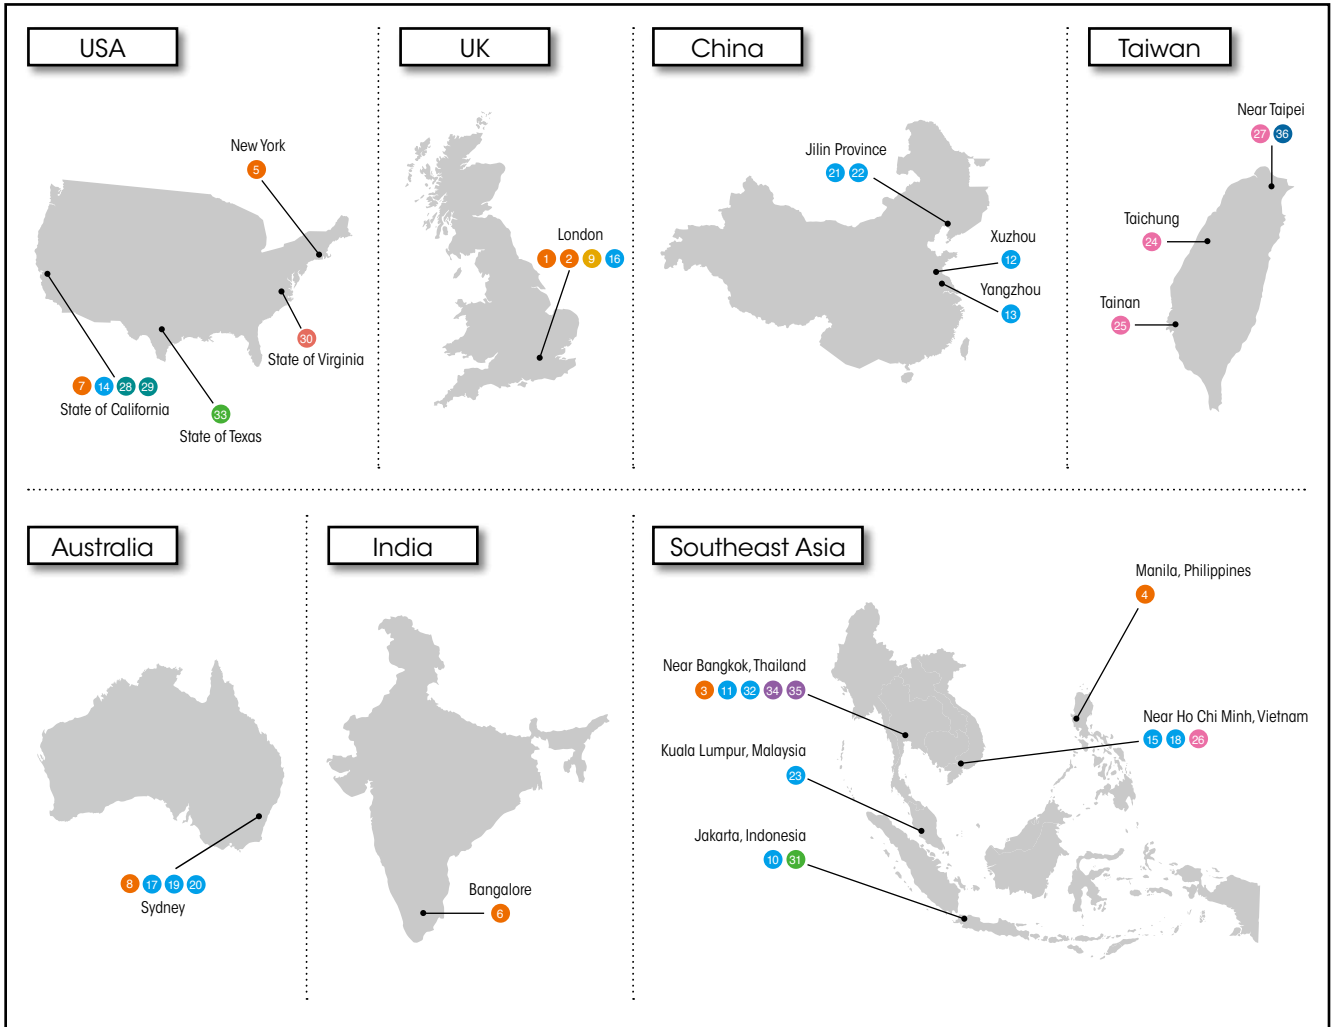 USA
New York
5
30
State of Virginia
7 14 28 29
State of California
33
State of Texas
UK
London
1 2 9 16
China
Jilin Province
21 22
Xuzhou
12
Yangzhou
13
Taiwan
Near Taipei
27 36
Taichung
24
Tainan
25
Australia
8 17 19 20
Sydney
India
Bangalore
6
Southeast Asia
Manila, Philippines
4
Near Bangkok, Thailand
3 11 32 34 35
Near Ho Chi Minh, Vietnam
15 18 26
Kuala Lumpur, Malaysia
23
Jakarta, Indonesia
10 31